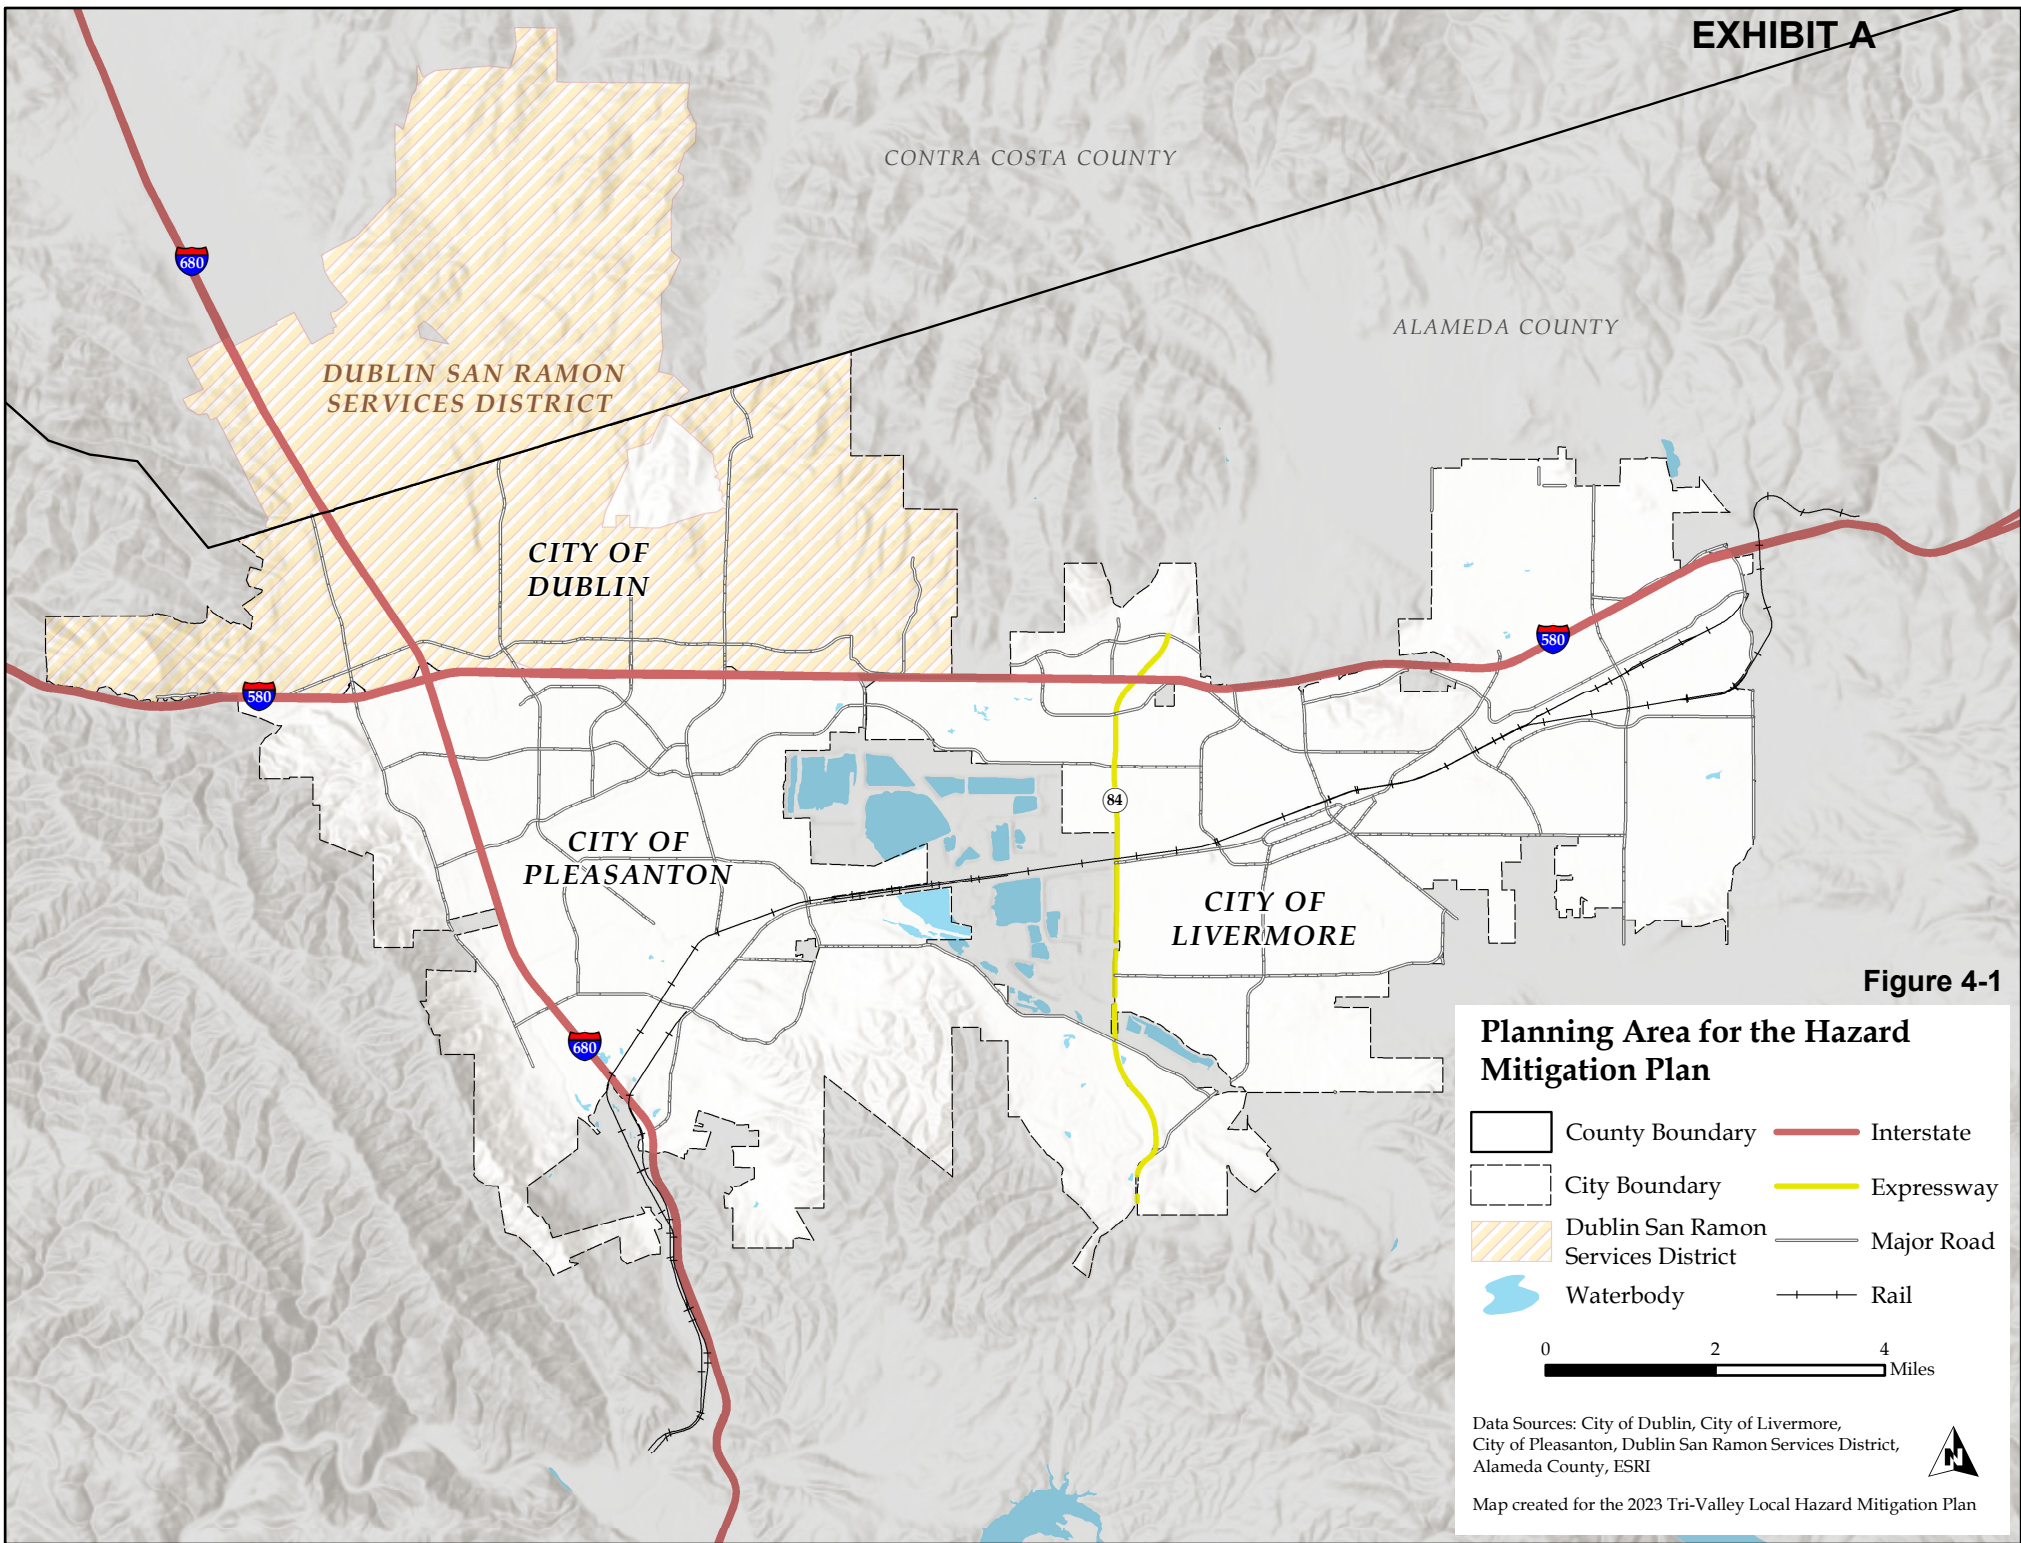 EXHIBIT A
CONTRA COSTA COUNTY
680
ALAMEDA COUNTY
DUBLIN SAN RAMON
SERVICES DISTRICT
CITY OF
DUBLIN
580
580
84
CITY OF
PLEASANTON
CITY OF
LIVERMORE
680
Figure 4-1
Planning Area for the Hazard
Mitigation Plan
County Boundary
Interstate
City Boundary
Expressway
Dublin San Ramon
Services District
Major Road
Waterbody
Rail
0 2 4
Miles
Data Sources: City of Dublin, City of Livermore,
City of Pleasanton, Dublin San Ramon Services District,
Alameda County, ESRI
N
Map created for the 2023 Tri-Valley Local Hazard Mitigation Plan